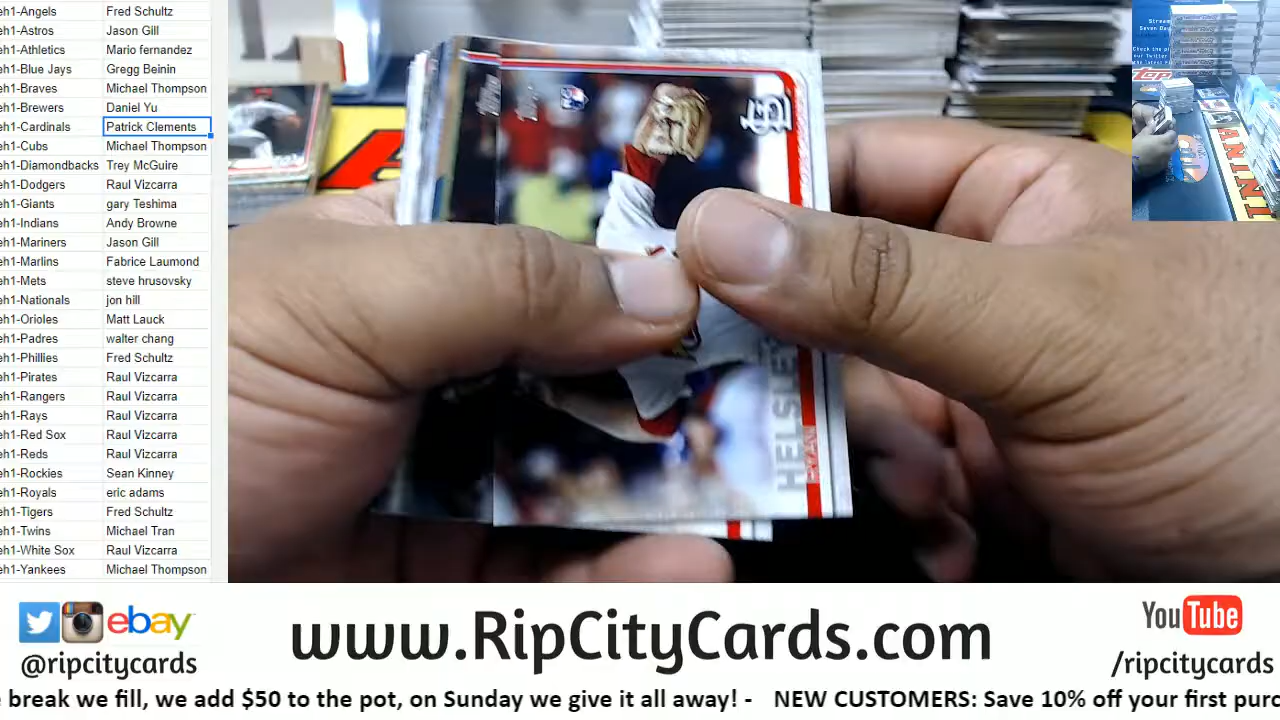 eh1-Angels Fred Schultz
eh1-Astros Jason Gill
eh1-Athletics Mario fernandez
eh1-Blue Jays Gregg Beinin
eh1-Braves Michael Thompson
eh1-Brewers Daniel Yu
eh1-Cardinals Patrick Clements
eh1-Cubs Michael Thompson
eh1-Diamondbacks Trey McGuire
eh1-Dodgers Raul Vizcarra
eh1-Giants gary Teshima
eh1-Indians Andy Browne
eh1-Mariners Jason Gill
eh1-Marlins Fabrice Laumond
eh1-Mets steve hrusovsky
eh1-Nationals jon hill
eh1-Orioles Matt Lauck
eh1-Padres walter chang
eh1-Phillies Fred Schultz
eh1-Pirates Raul Vizcarra
eh1-Rangers Raul Vizcarra
eh1-Rays Raul Vizcarra
eh1-Red Sox Raul Vizcarra
eh1-Reds Raul Vizcarra
eh1-Rockies Sean Kinney
eh1-Royals eric adams
eh1-Tigers Fred Schultz
eh1-Twins Michael Tran
eh1-White Sox Raul Vizcarra
eh1-Yankees Michael Thompson
HELSLEY
PANINI
ebay
@ripcitycards
www.RipCityCards.com
YouTube
/ripcitycards
break we fill, we add $50 to the pot, on Sunday we give it all away! - NEW CUSTOMERS: Save 10% off your first purc